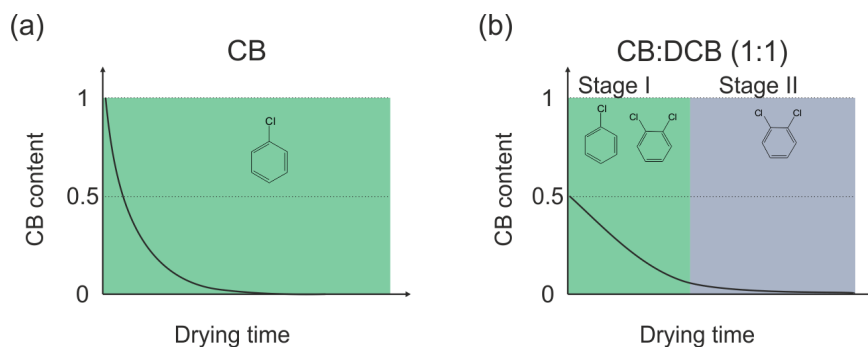 (a)
CB
1
Cl
0.5
0
CB content
Drying time
(b)
CB:DCB (1:1)
Stage I
Stage II
1
Cl
Cl
Cl
Cl
Cl
0.5
0
CB content
Drying time